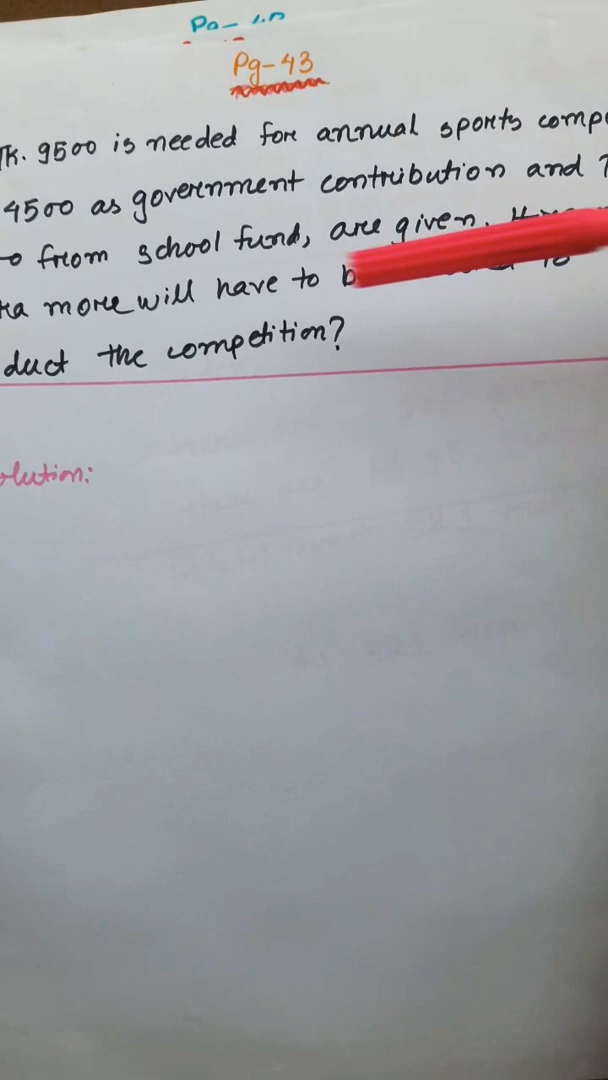 Pg-43
Tk. 9500 is needed for annual sports comp
4500 as government contribution and
from school fund, are given.
ka more will have to b
duct the competition?
olution: